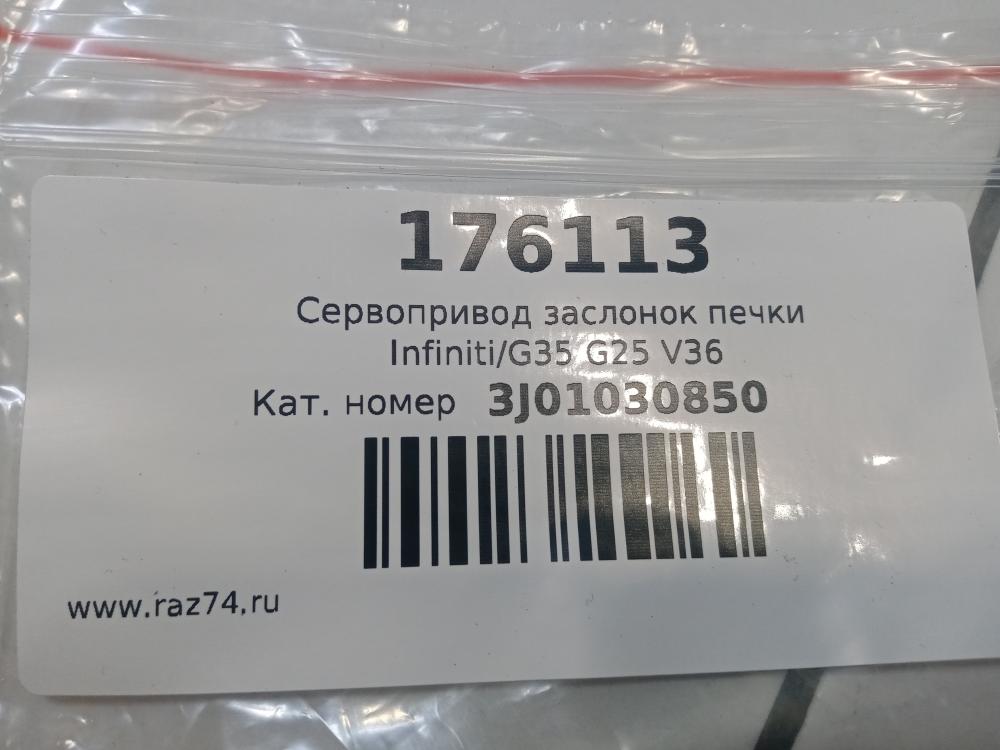 176113
Сервопривод заслонок печки
Infiniti/G35 G25 V36
Кат. номер 3J01030850
www.raz74.ru